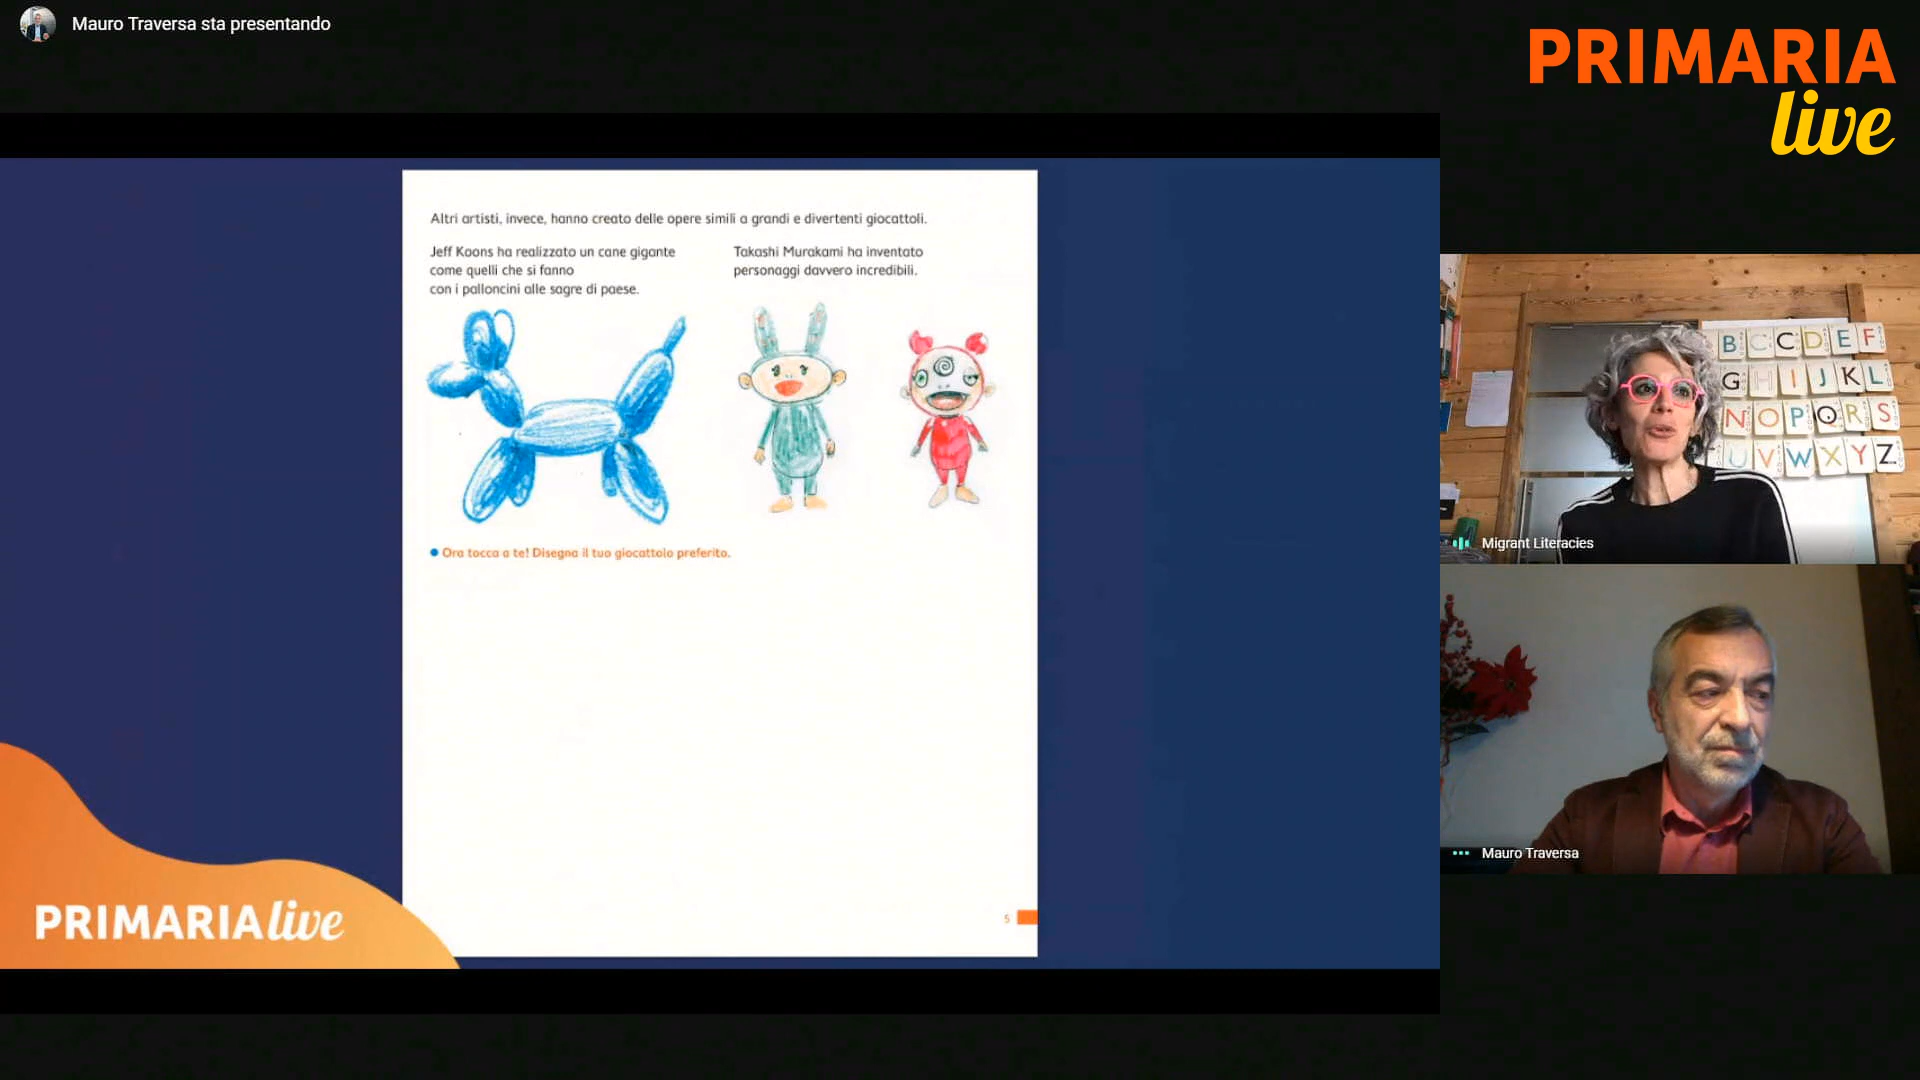 Mauro Traversa sta presentando
PRIMARIA
live
Altri artisti, invece, hanno creato delle opere simili a grandi e divertenti giocattoli.
Jeff Koons ha realizzato un cane gigante
come quelli che si fanno
con i palloncini alle sagre di paese.
Takashi Murakami ha inventato
personaggi davvero incredibili.
Ora tocca a te! Disegna il tuo giocattolo preferito.
5
PRIMARIA live
B C C D E F
G H I J K L
N O P Q R S
U V W X Y Z
Migrant Literacies
Mauro Traversa